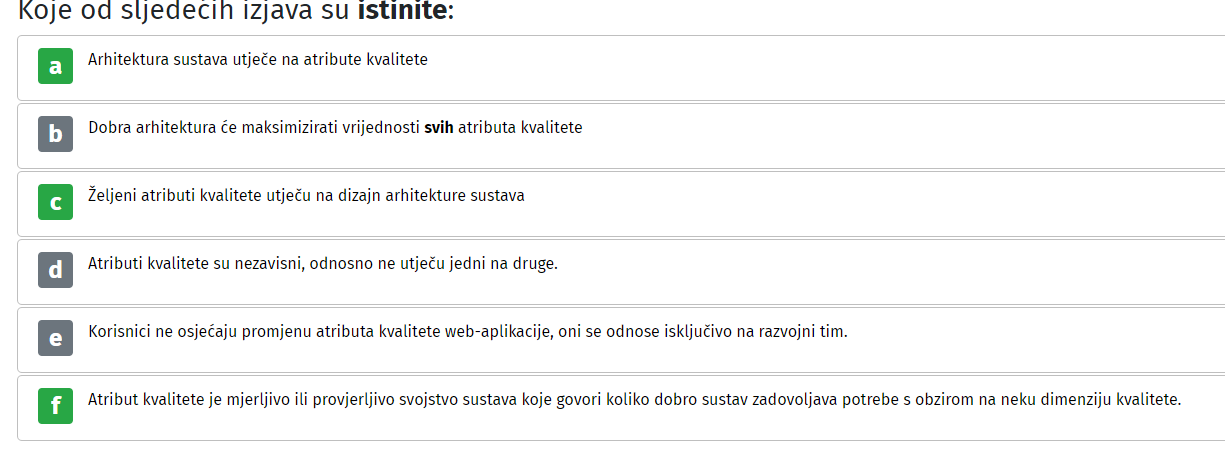 Koje od sljedećih izjava su istinite:
a
Arhitektura sustava utječe na atribute kvalitete
b
Dobra arhitektura će maksimizirati vrijednosti svih atributa kvalitete
c
Željeni atributi kvalitete utječu na dizajn arhitekture sustava
d
Atributi kvalitete su nezavisni, odnosno ne utječu jedni na druge.
e
Korisnici ne osjećaju promjenu atributa kvalitete web-aplikacije, oni se odnose isključivo na razvojni tim.
f
Atribut kvalitete je mjerljivo ili provjerljivo svojstvo sustava koje govori koliko dobro sustav zadovoljava potrebe s obzirom na neku dimenziju kvalitete.